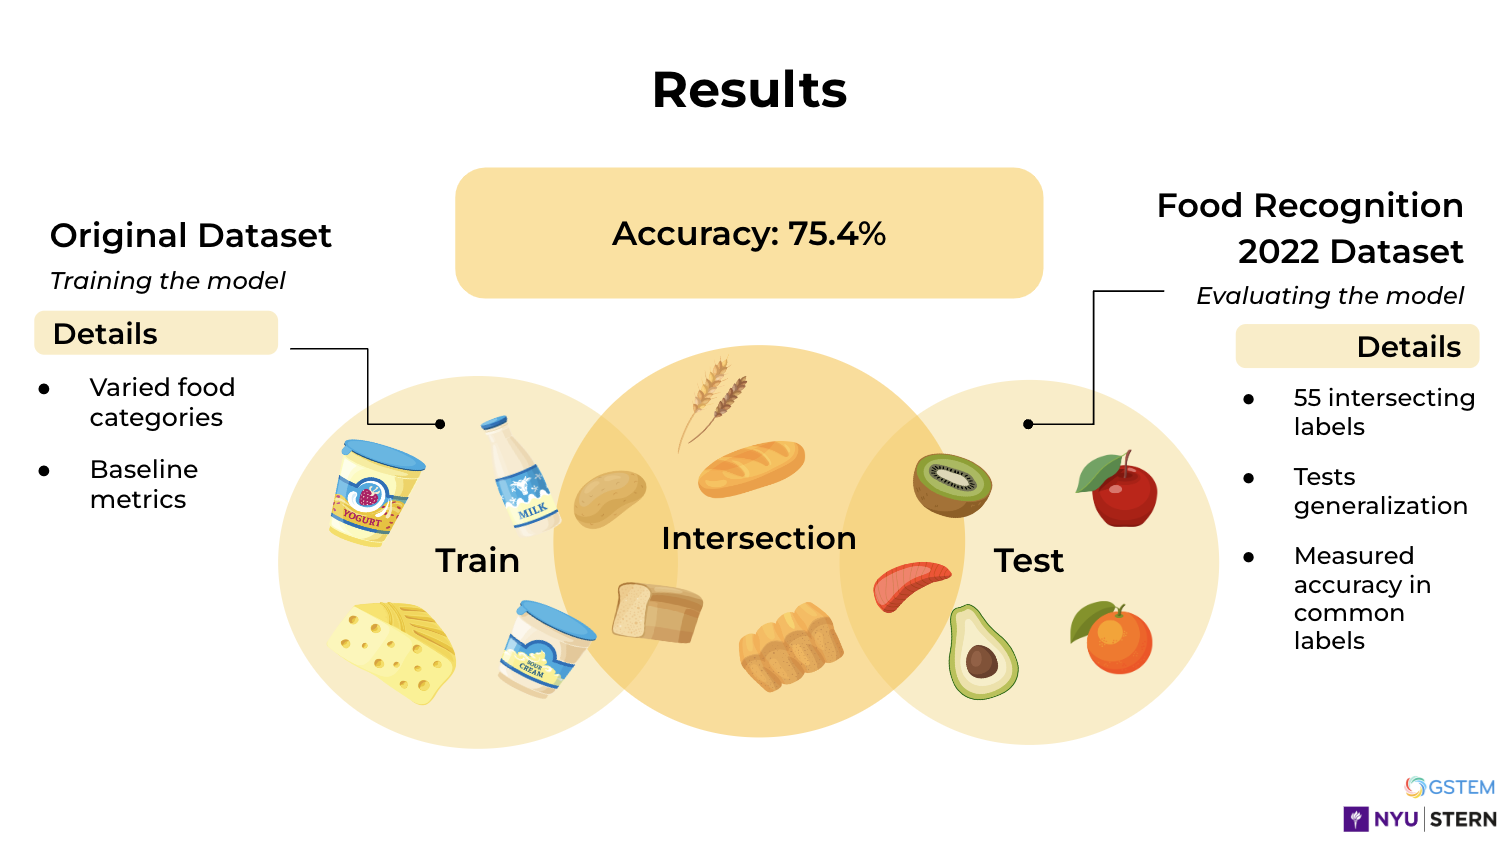 Results
Accuracy: 75.4%
Original Dataset
Training the model
Details
● Varied food
categories
● Baseline
metrics
Food Recognition
2022 Dataset
Evaluating the model
Details
● 55 intersecting
labels
● Tests
generalization
● Measured
accuracy in
common
labels
YOGURT
MILK
Train
SOUR
CREAM
Intersection
Test
GSTEM
NYU STERN